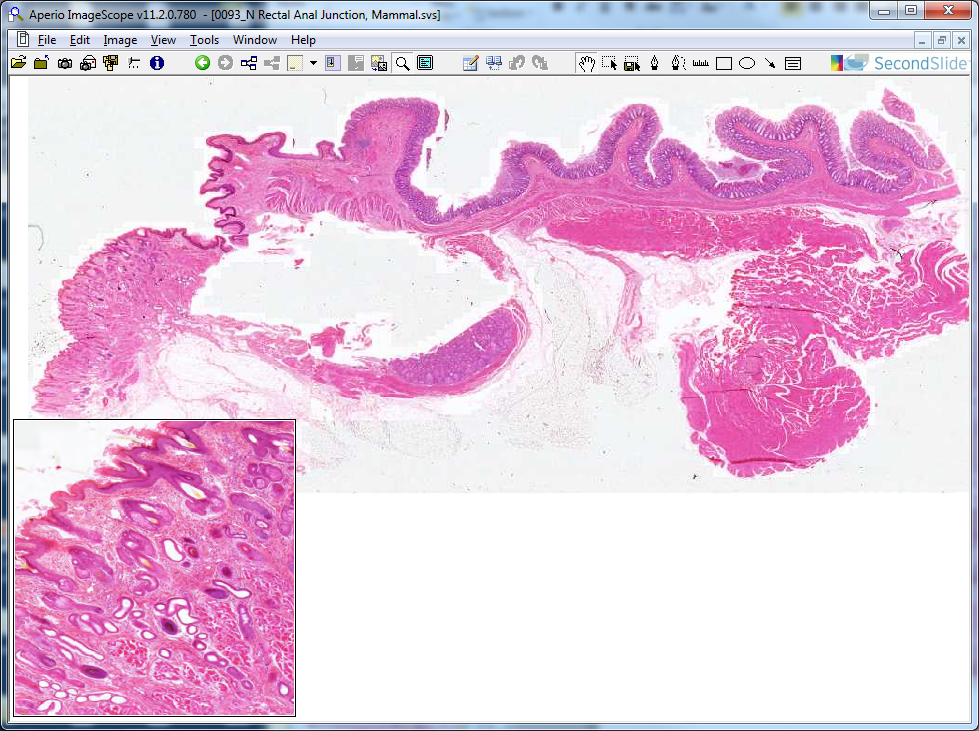 Aperio ImageScope v11.2.0.780 - [0093_N Rectal Anal Junction, Mammal.svs]
File Edit Image View Tools Window Help
SecondSlide